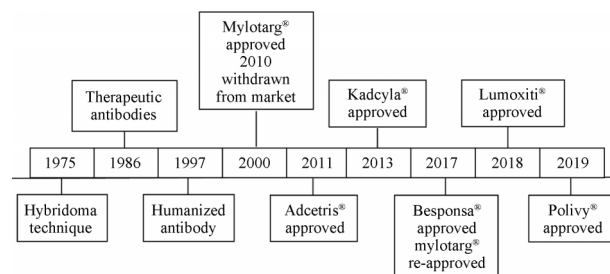 Mylotarg®
approved
2010
withdrawn
from market
Therapeutic
antibodies
Kadcyla®
approved
Lumoxiti®
approved
1975 1986 1997 2000 2011 2013 2017 2018 2019
Hybridoma
technique
Humanized
antibody
Adcetris®
approved
Besponsa®
approved
mylotarg®
re-approved
Polivy®
approved